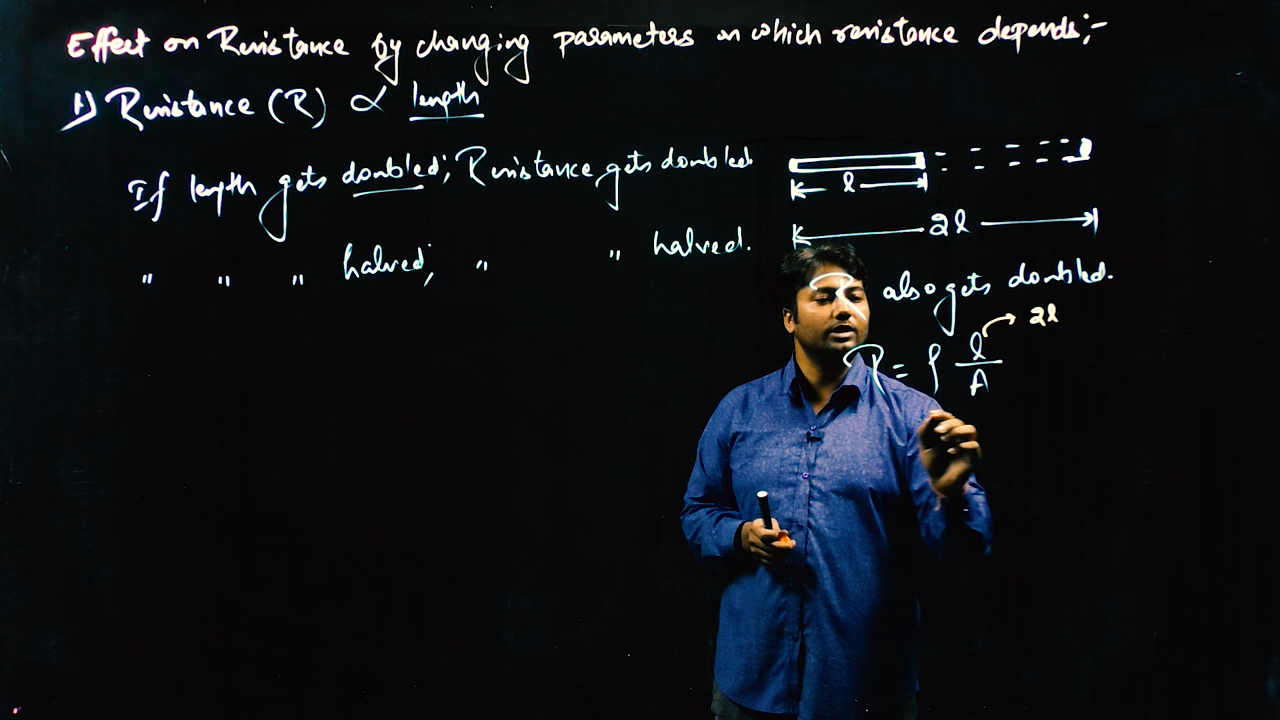 Effect on Resistance by changing parameters on which resistance depends;-
1) Resistance (R) ∝ length
If length gets doubled; Resistance gets doubled
" " " halved; " " halved.
l
2l
R also gets doubled.
R = ρ l/A → 2l